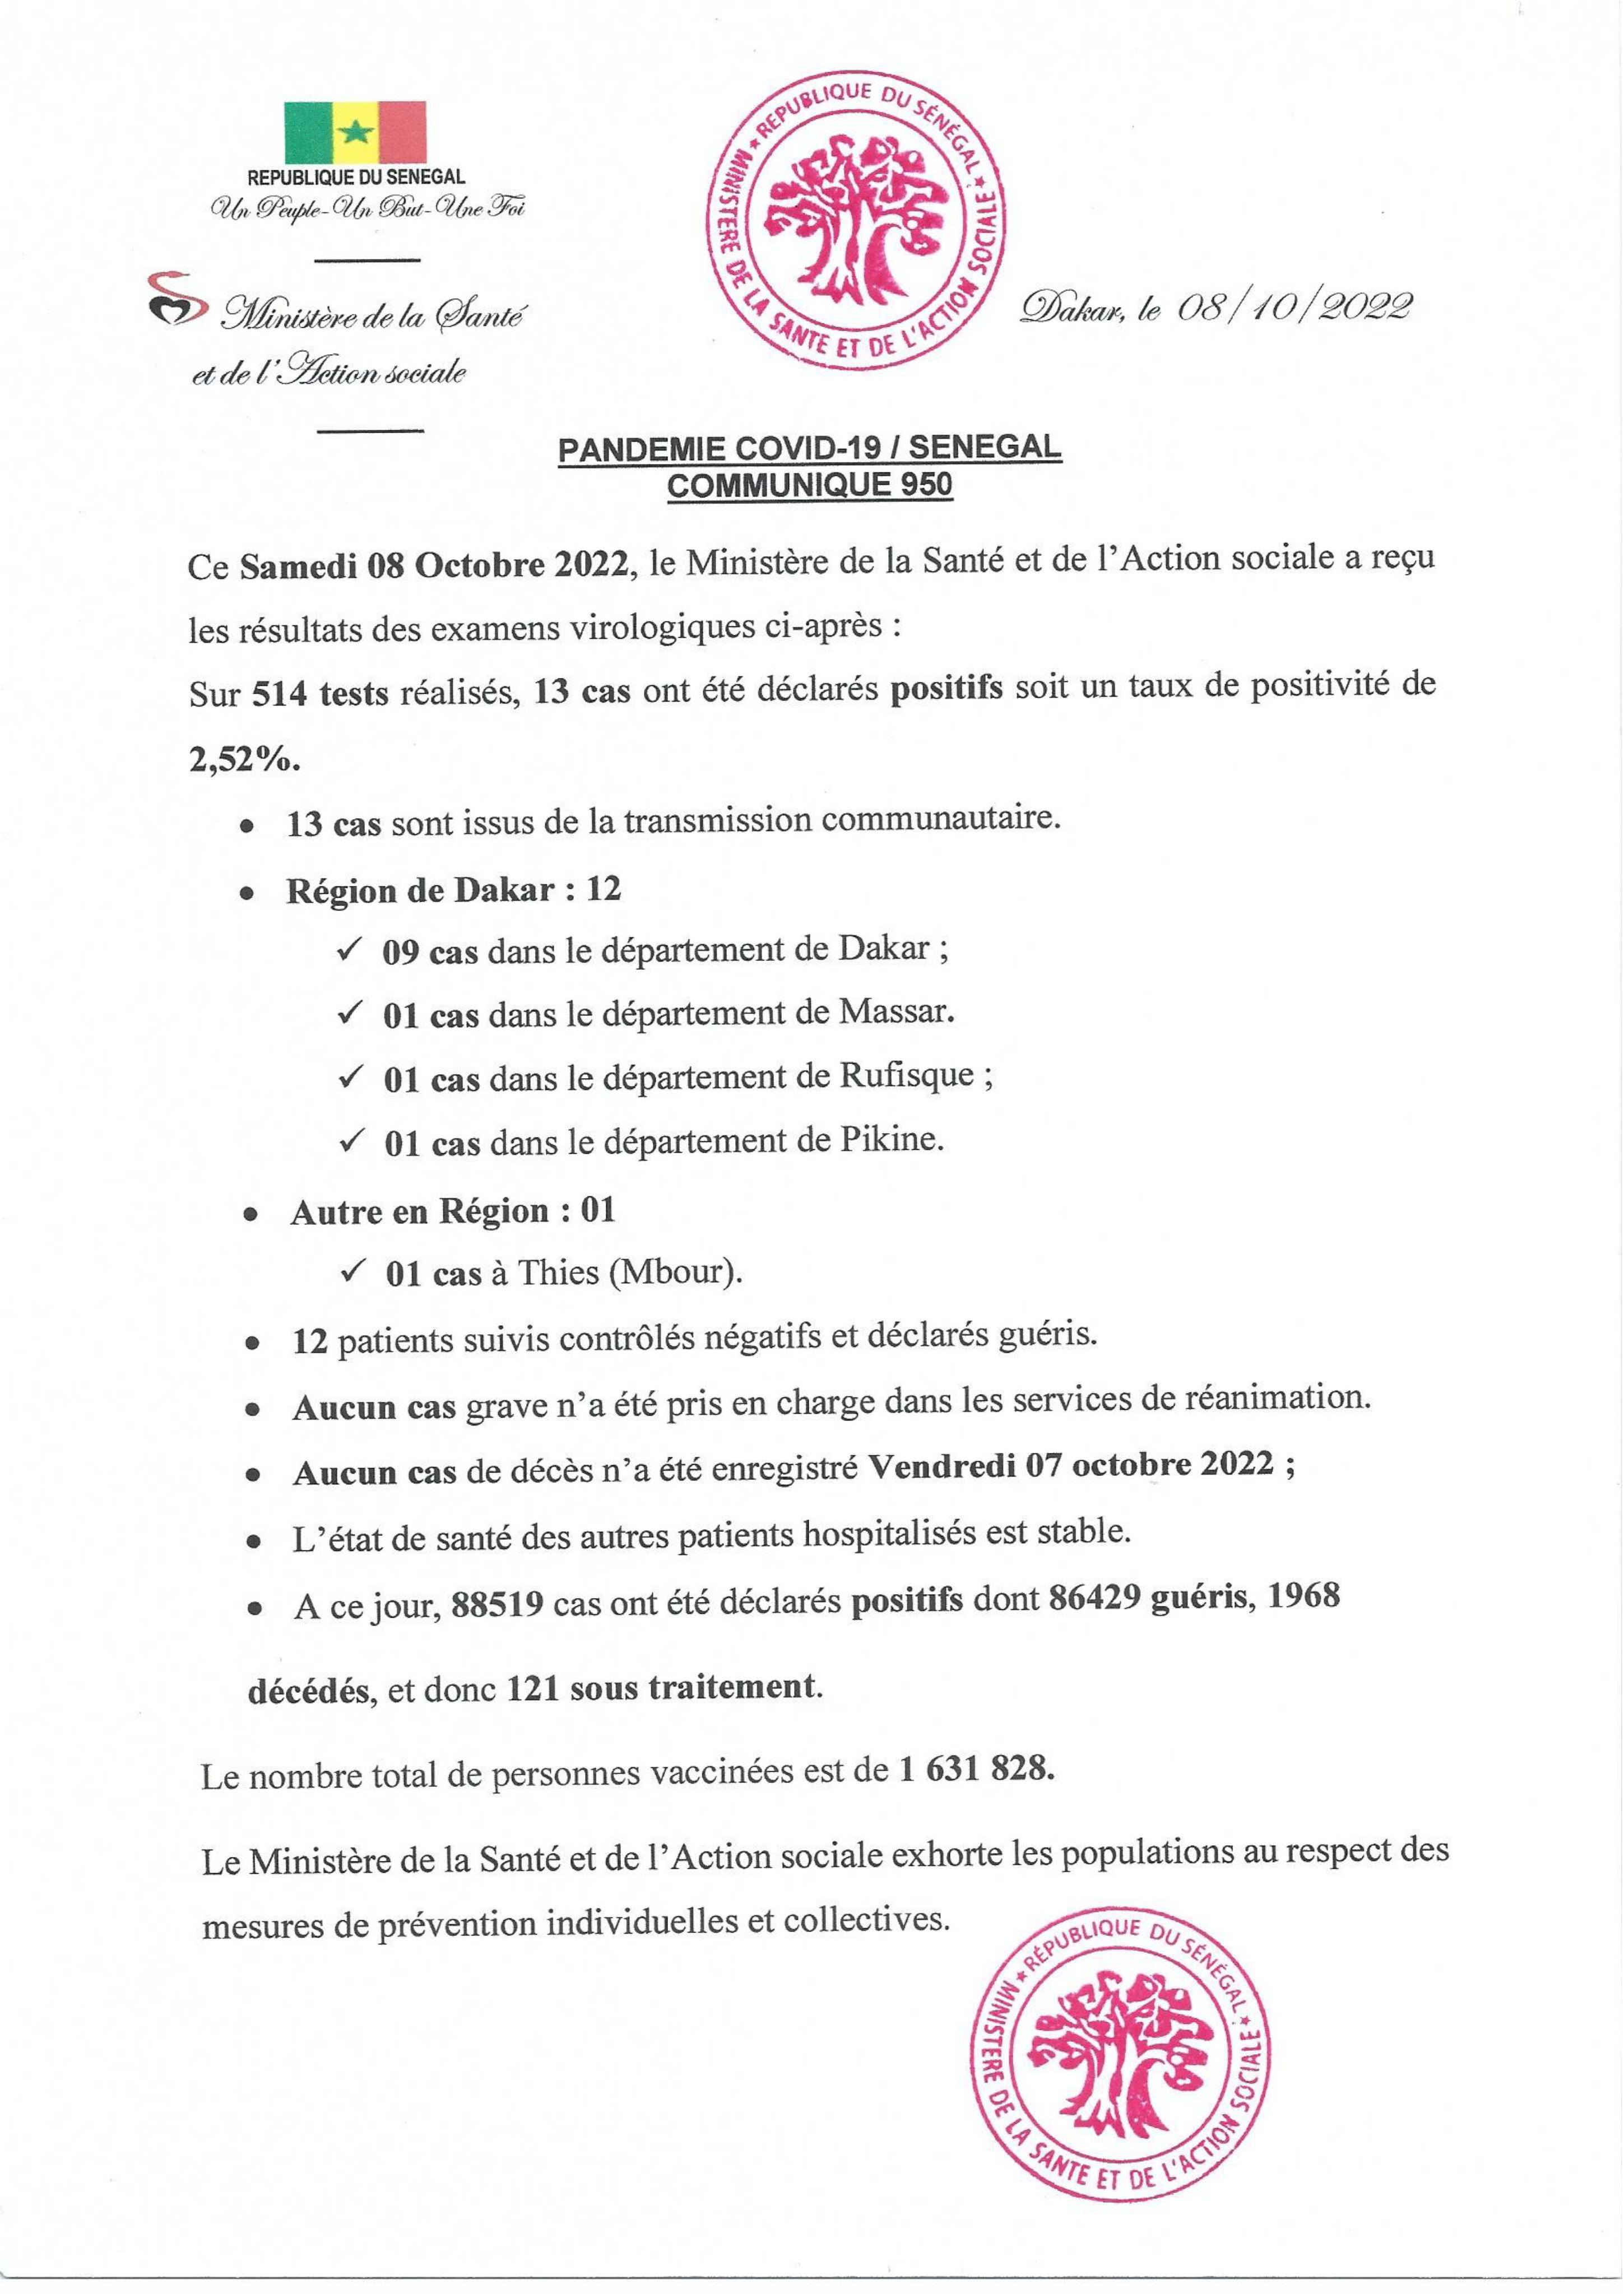 REPUBLIQUE DU SENEGAL
Un Peuple-Un But-Une Foi
Ministère de la Santé
et de l'Action sociale
★ REPUBLIQUE DU SÉNÉGAL ★
MINISTERE DE LA SANTE ET DE L'ACTION SOCIALE
Dakar, le 08/10/2022
PANDEMIE COVID-19 / SENEGAL
COMMUNIQUE 950
Ce Samedi 08 Octobre 2022, le Ministère de la Santé et de l'Action sociale a reçu
les résultats des examens virologiques ci-après :
Sur 514 tests réalisés, 13 cas ont été déclarés positifs soit un taux de positivité de
2,52%.
• 13 cas sont issus de la transmission communautaire.
• Région de Dakar : 12
✓ 09 cas dans le département de Dakar ;
✓ 01 cas dans le département de Massar.
✓ 01 cas dans le département de Rufisque ;
✓ 01 cas dans le département de Pikine.
• Autre en Région : 01
✓ 01 cas à Thies (Mbour).
• 12 patients suivis contrôlés négatifs et déclarés guéris.
• Aucun cas grave n'a été pris en charge dans les services de réanimation.
• Aucun cas de décès n'a été enregistré Vendredi 07 octobre 2022 ;
• L'état de santé des autres patients hospitalisés est stable.
• A ce jour, 88519 cas ont été déclarés positifs dont 86429 guéris, 1968
décédés, et donc 121 sous traitement.
Le nombre total de personnes vaccinées est de 1 631 828.
Le Ministère de la Santé et de l'Action sociale exhorte les populations au respect des
mesures de prévention individuelles et collectives.
★ RÉPUBLIQUE DU SÉNÉGAL ★
MINISTERE DE LA SANTE ET DE L'ACTION SOCIALE